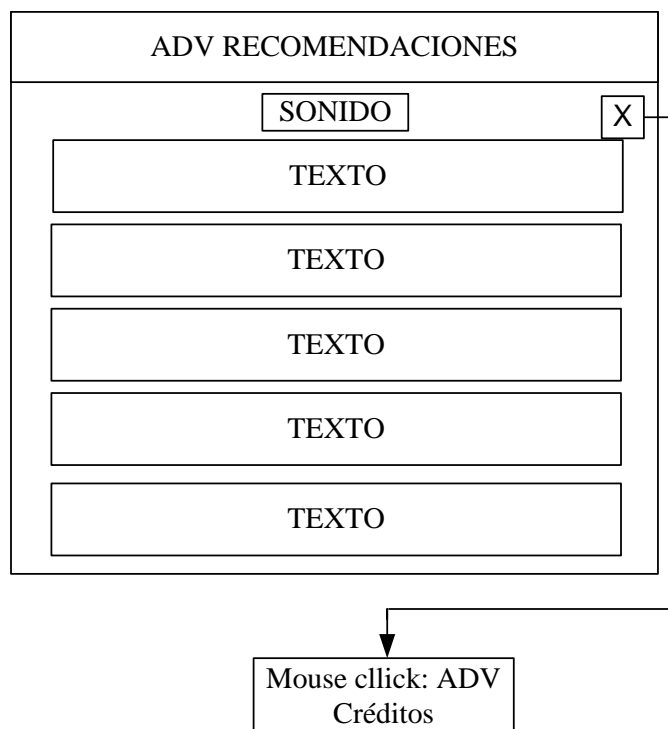 ADV RECOMENDACIONES
SONIDO
X
TEXTO
TEXTO
TEXTO
TEXTO
TEXTO
Mouse cllick: ADV
Créditos